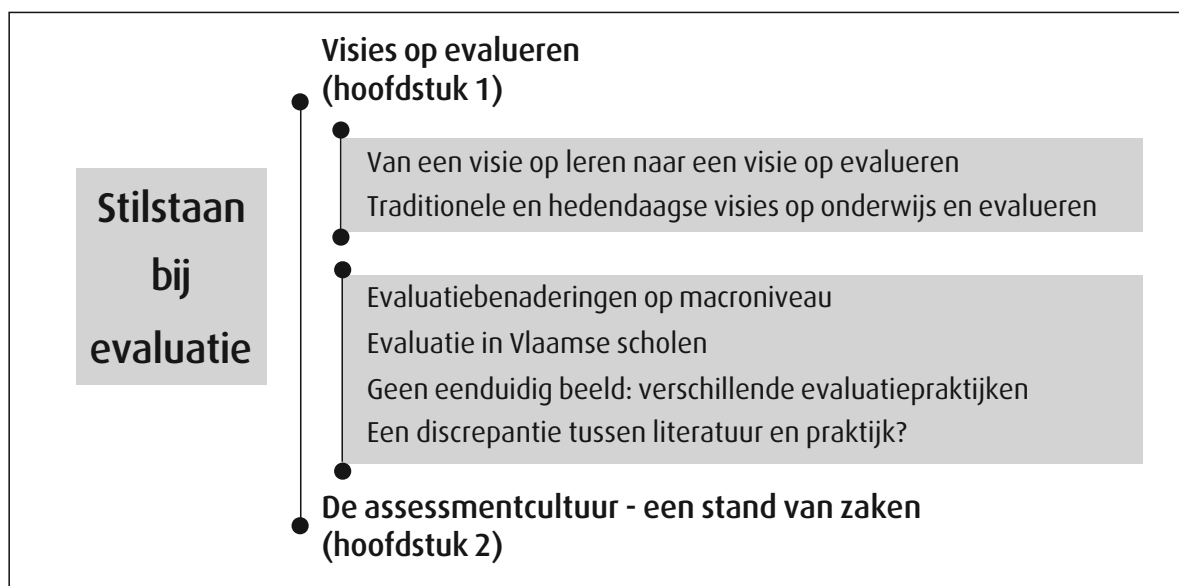 Visies op evalueren
(hoofdstuk 1)
Van een visie op leren naar een visie op evalueren
Traditionele en hedendaagse visies op onderwijs en evalueren
Stilstaan
bij
evaluatie
Evaluatiebenaderingen op macroniveau
Evaluatie in Vlaamse scholen
Geen eenduidig beeld: verschillende evaluatiepraktijken
Een discrepantie tussen literatuur en praktijk?
De assessmentcultuur - een stand van zaken
(hoofdstuk 2)